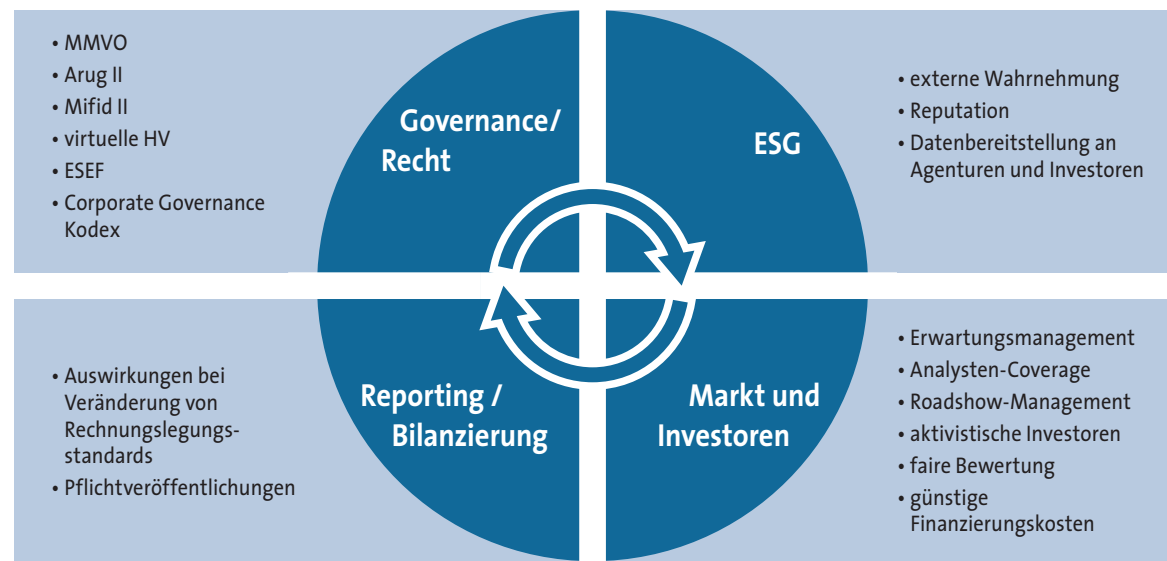 • MMVO
• Arug II
• Mifid II
• virtuelle HV
• ESEF
• Corporate Governance
Kodex
Governance/
Recht
ESG
• externe Wahrnehmung
• Reputation
• Datenbereitstellung an
Agenturen und Investoren
• Auswirkungen bei
Veränderung von
Rechnungslegungs-
standards
• Pflichtveröffentlichungen
Reporting /
Bilanzierung
Markt und
Investoren
• Erwartungsmanagement
• Analysten-Coverage
• Roadshow-Management
• aktivistische Investoren
• faire Bewertung
• günstige
Finanzierungskosten